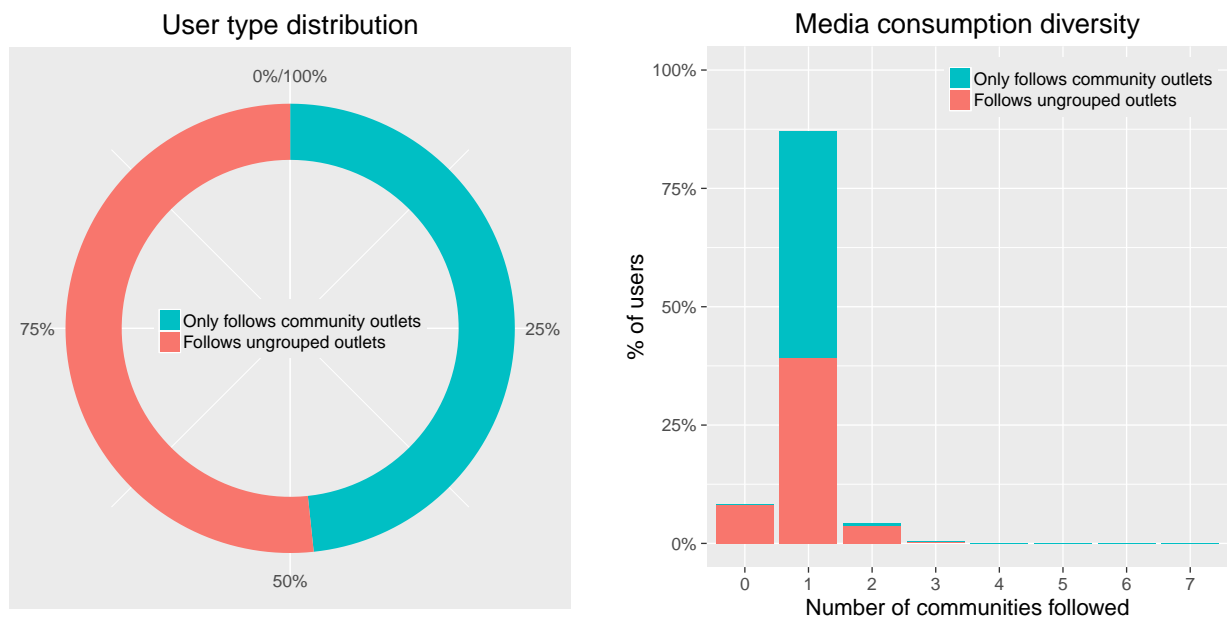 User type distribution
0%/100%
75%
25%
Only follows community outlets
Follows ungrouped outlets
50%
Media consumption diversity
100%
75%
50%
25%
0%
% of users
Only follows community outlets
Follows ungrouped outlets
0 1 2 3 4 5 6 7
Number of communities followed